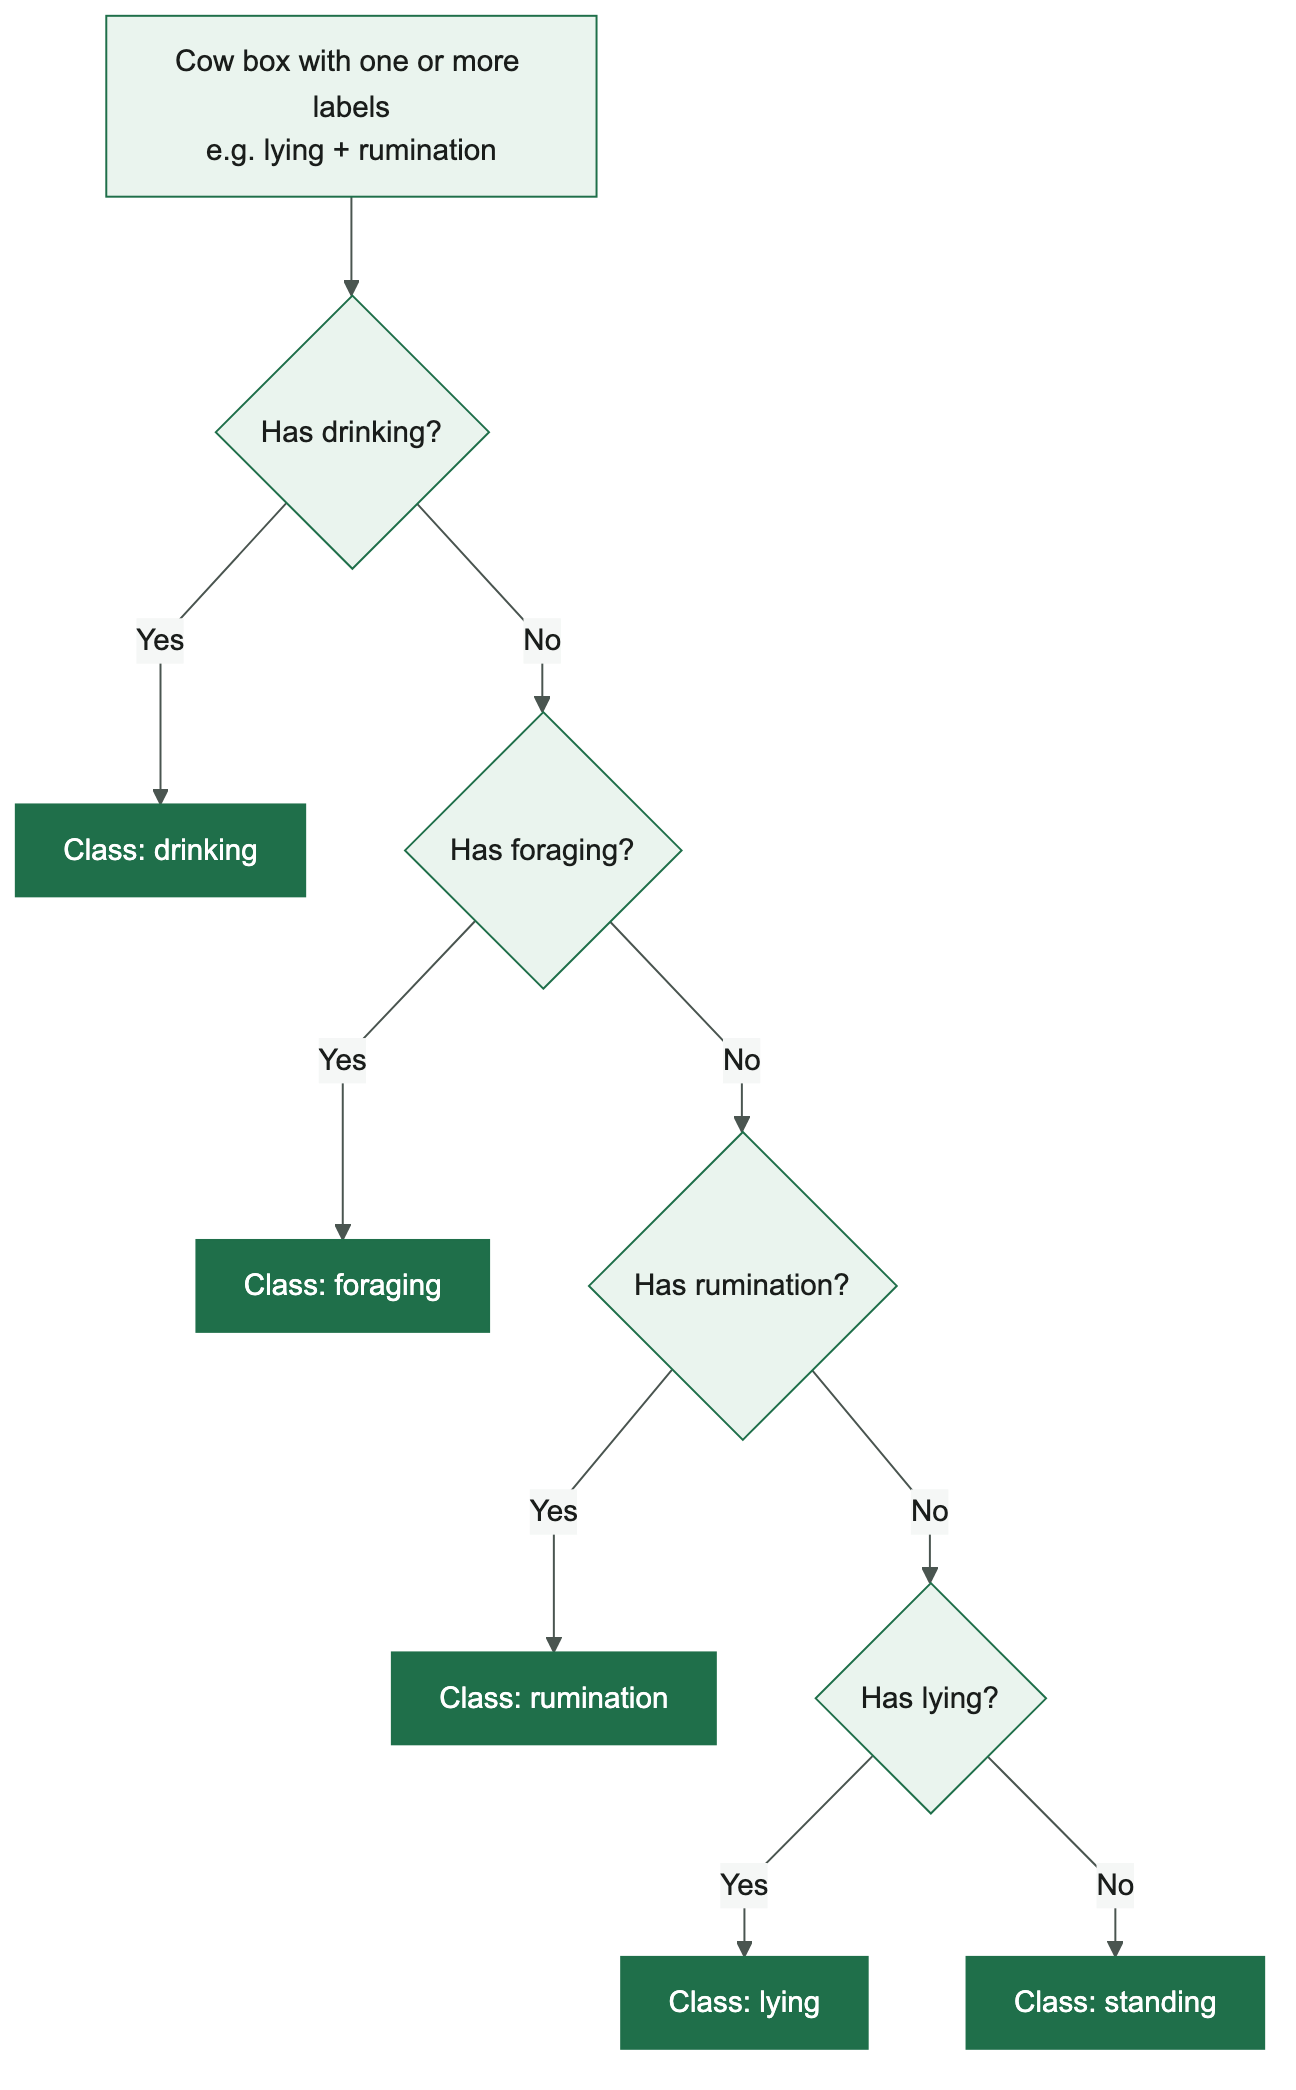 Cow box with one or more
labels
e.g. lying + rumination
Has drinking?
Yes
No
Class: drinking
Has foraging?
Yes
No
Class: foraging
Has rumination?
Yes
No
Class: rumination
Has lying?
Yes
No
Class: lying
Class: standing